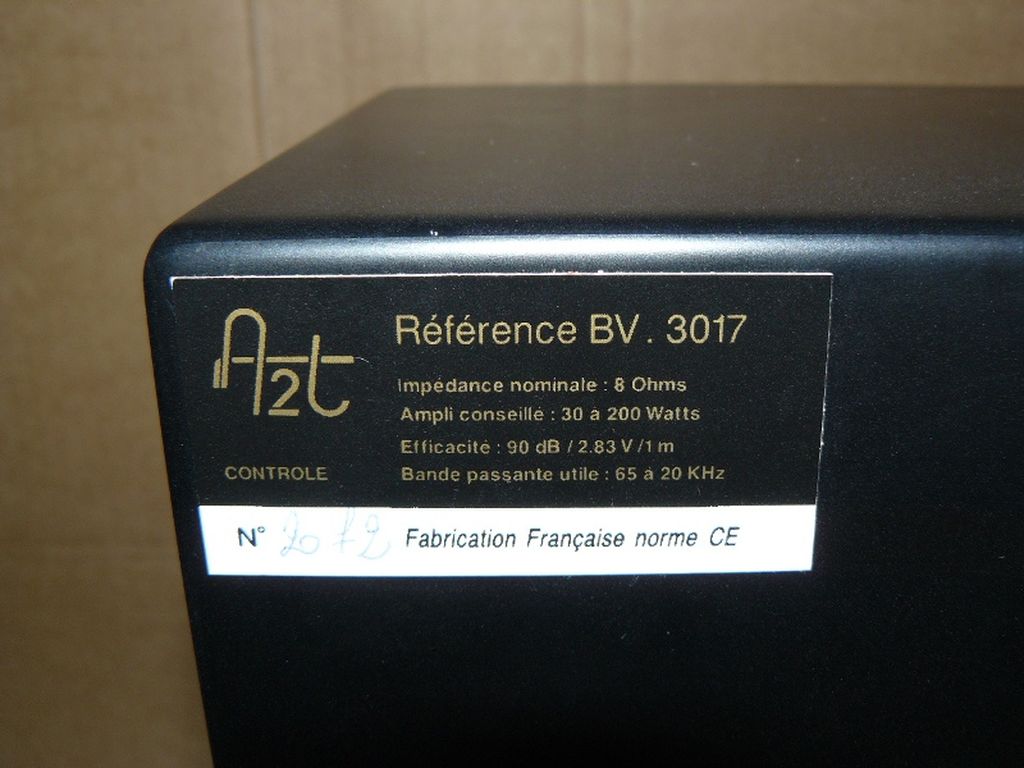 A2t
Référence BV. 3017
Impédance nominale : 8 Ohms
Ampli conseillé : 30 à 200 Watts
Efficacité : 90 dB / 2.83 V / 1 m
CONTROLE
Bande passante utile : 65 à 20 KHz
N° Fabrication Française norme CE